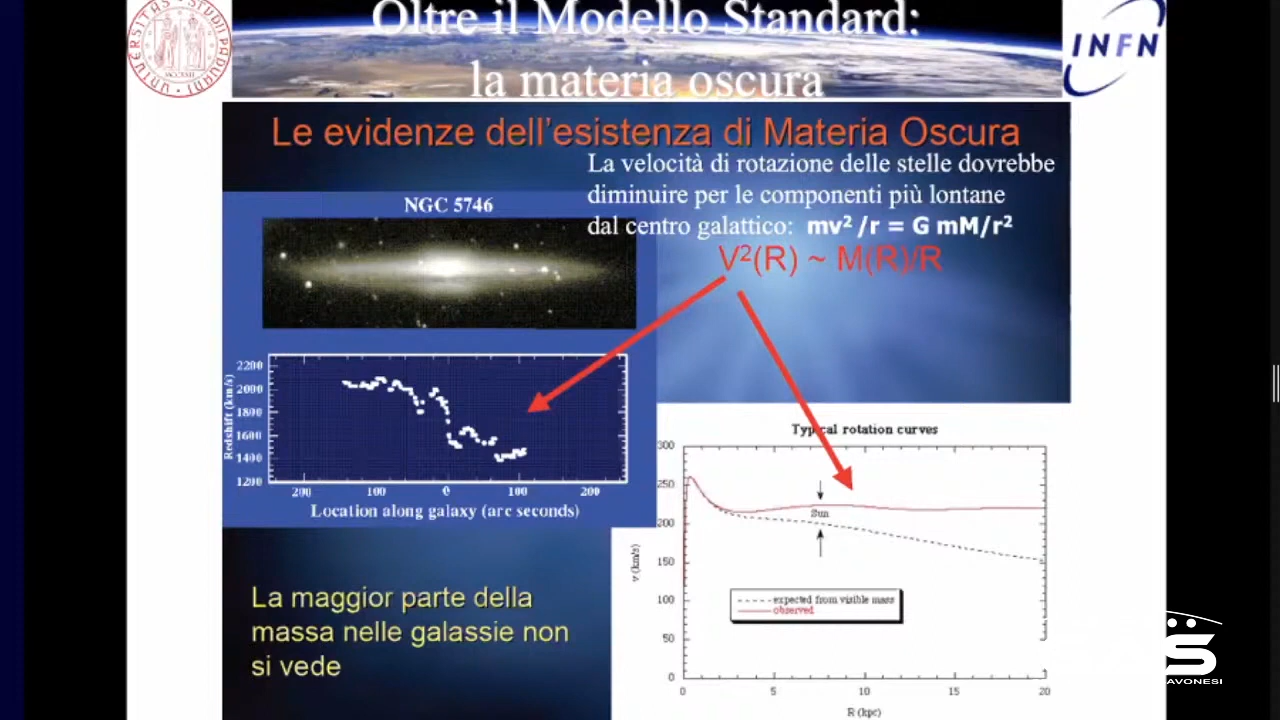 Oltre il Modello Standard:
la materia oscura
INFN
Le evidenze dell'esistenza di Materia Oscura
La velocità di rotazione delle stelle dovrebbe
diminuire per le componenti più lontane
dal centro galattico: mv² /r = G mM/r²
V²(R) ~ M(R)/R
NGC 5746
2200
2000
1800
1600
1400
1200
Redshift (km/s)
200 100 0 100 200
Location along galaxy (arc seconds)
La maggior parte della
massa nelle galassie non
si vede
Typical rotation curves
300
250
200
150
100
50
0
v (km/s)
Sun
expected from visible mass
observed
0 5 10 15 20
R (kpc)
S
AVONESI